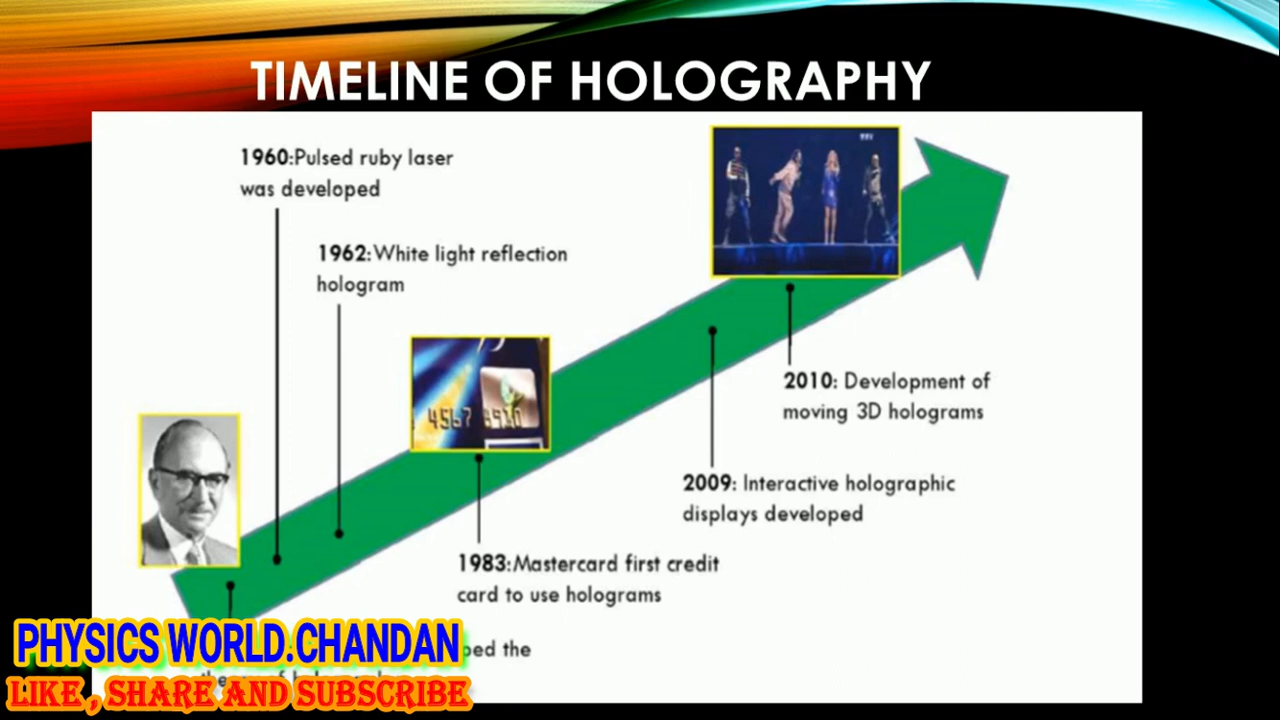 TIMELINE OF HOLOGRAPHY
1960:Pulsed ruby laser
was developed
1962:White light reflection
hologram
4567 8910
2010: Development of
moving 3D holograms
2009: Interactive holographic
displays developed
1983:Mastercard first credit
card to use holograms
the
PHYSICS WORLD.CHANDAN
LIKE , SHARE AND SUBSCRIBE